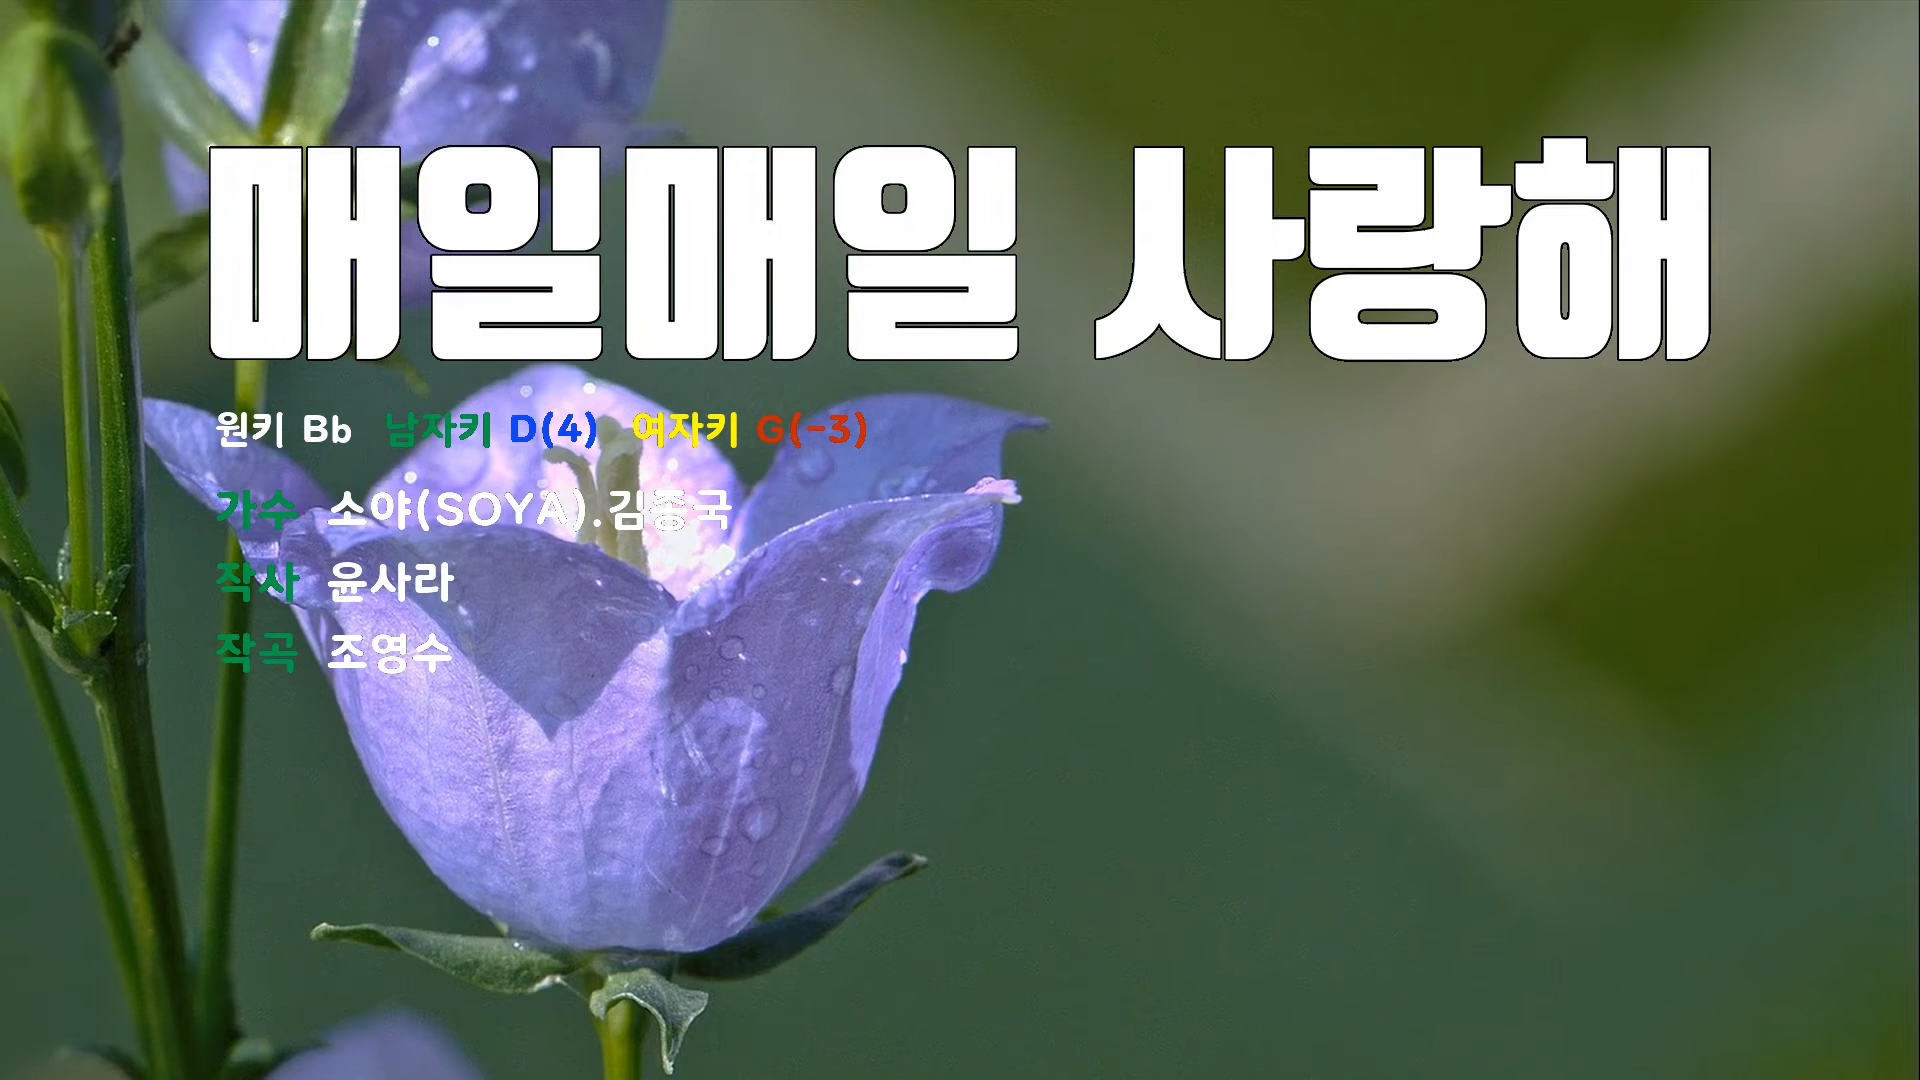 매일매일 사랑해
원키 Bb 남자키 D(4) 여자키 G(-3)
가수 소야(SOYA).김종국
작사 윤사라
작곡 조영수